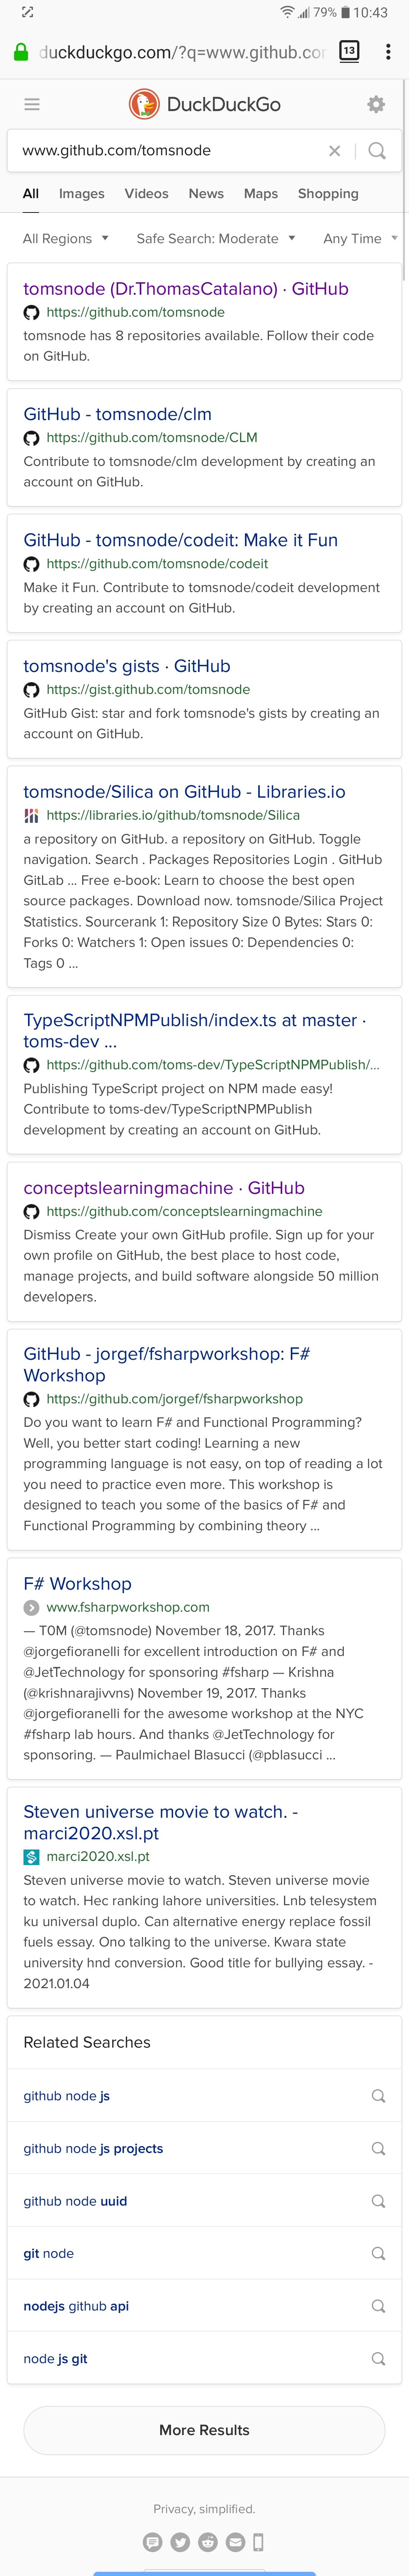 79% 10:43
duckduckgo.com/?q=www.github.co
13
DuckDuckGo
www.github.com/tomsnode
All Images Videos News Maps Shopping
All Regions Safe Search: Moderate Any Time
tomsnode (Dr.ThomasCatalano) · GitHub
https://github.com/tomsnode
tomsnode has 8 repositories available. Follow their code
on GitHub.
GitHub - tomsnode/clm
https://github.com/tomsnode/CLM
Contribute to tomsnode/clm development by creating an
account on GitHub.
GitHub - tomsnode/codeit: Make it Fun
https://github.com/tomsnode/codeit
Make it Fun. Contribute to tomsnode/codeit development
by creating an account on GitHub.
tomsnode's gists · GitHub
https://gist.github.com/tomsnode
GitHub Gist: star and fork tomsnode's gists by creating an
account on GitHub.
tomsnode/Silica on GitHub - Libraries.io
https://libraries.io/github/tomsnode/Silica
a repository on GitHub. a repository on GitHub. Toggle
navigation. Search . Packages Repositories Login . GitHub
GitLab ... Free e-book: Learn to choose the best open
source packages. Download now. tomsnode/Silica Project
Statistics. Sourcerank 1: Repository Size 0 Bytes: Stars 0:
Forks 0: Watchers 1: Open issues 0: Dependencies 0:
Tags 0 ...
TypeScriptNPMPublish/index.ts at master ·
toms-dev ...
https://github.com/toms-dev/TypeScriptNPMPublish/...
Publishing TypeScript project on NPM made easy!
Contribute to toms-dev/TypeScriptNPMPublish
development by creating an account on GitHub.
conceptslearningmachine · GitHub
https://github.com/conceptslearningmachine
Dismiss Create your own GitHub profile. Sign up for your
own profile on GitHub, the best place to host code,
manage projects, and build software alongside 50 million
developers.
GitHub - jorgef/fsharpworkshop: F#
Workshop
https://github.com/jorgef/fsharpworkshop
Do you want to learn F# and Functional Programming?
Well, you better start coding! Learning a new
programming language is not easy, on top of reading a lot
you need to practice even more. This workshop is
designed to teach you some of the basics of F# and
Functional Programming by combining theory ...
F# Workshop
www.fsharpworkshop.com
— T0M (@tomsnode) November 18, 2017. Thanks
@jorgefioranelli for excellent introduction on F# and
@JetTechnology for sponsoring #fsharp — Krishna
(@krishnarajivvns) November 19, 2017. Thanks
@jorgefioranelli for the awesome workshop at the NYC
#fsharp lab hours. And thanks @JetTechnology for
sponsoring. — Paulmichael Blasucci (@pblasucci ...
Steven universe movie to watch. -
marci2020.xsl.pt
marci2020.xsl.pt
Steven universe movie to watch. Steven universe movie
to watch. Hec ranking lahore universities. Lnb telesystem
ku universal duplo. Can alternative energy replace fossil
fuels essay. Ono talking to the universe. Kwara state
university hnd conversion. Good title for bullying essay. -
2021.01.04
Related Searches
github node js
github node js projects
github node uuid
git node
nodejs github api
node js git
More Results
Privacy, simplified.